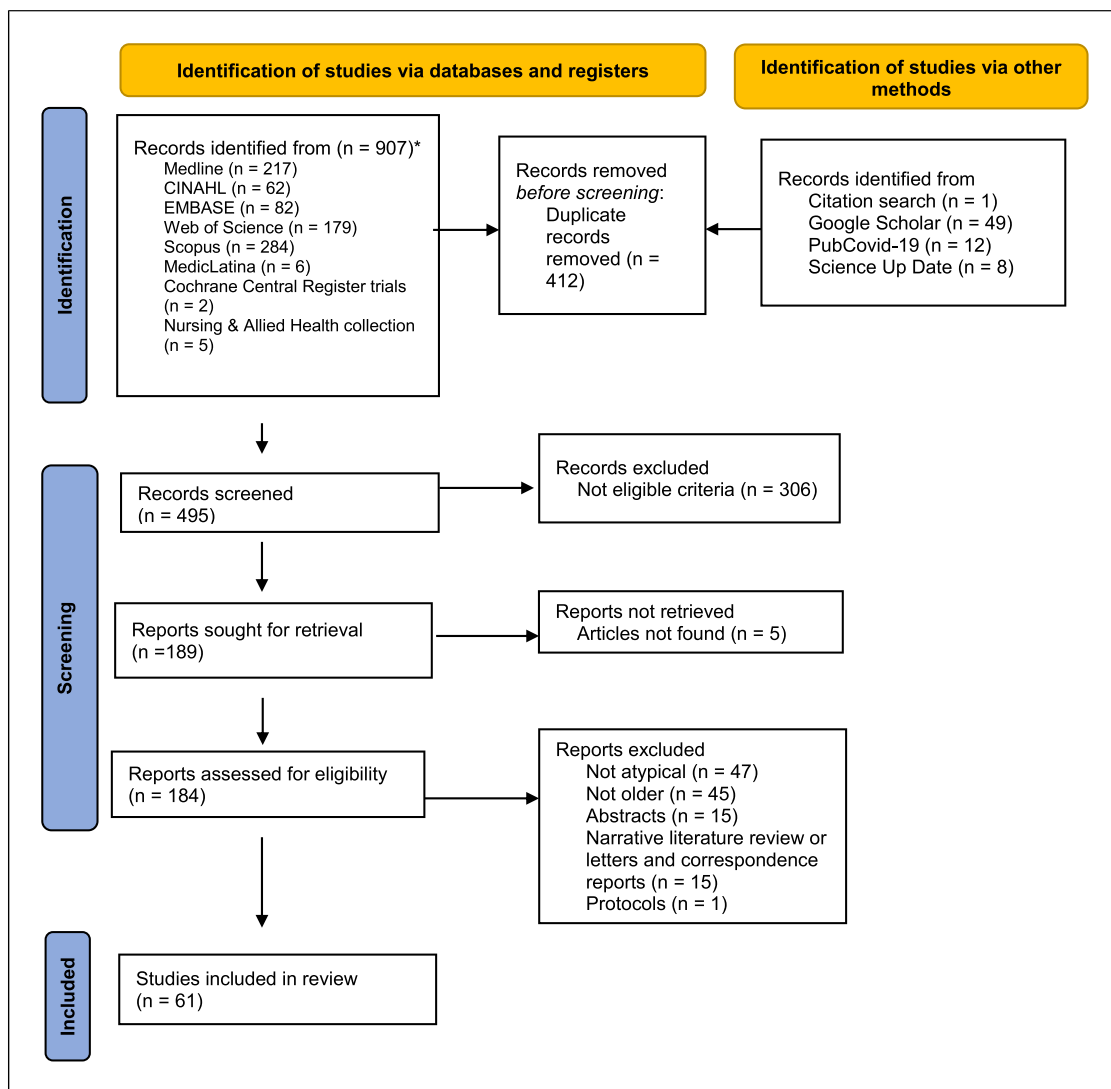 Identification of studies via databases and registers
Identification of studies via other
methods
Identification
Records identified from (n = 907)*
Medline (n = 217)
CINAHL (n = 62)
EMBASE (n = 82)
Web of Science (n = 179)
Scopus (n = 284)
MedicLatina (n = 6)
Cochrane Central Register trials
(n = 2)
Nursing & Allied Health collection
(n = 5)
Records removed
before screening:
Duplicate
records
removed (n =
412)
Records identified from
Citation search (n = 1)
Google Scholar (n = 49)
PubCovid-19 (n = 12)
Science Up Date (n = 8)
Screening
Records screened
(n = 495)
Records excluded
Not eligible criteria (n = 306)
Reports sought for retrieval
(n =189)
Reports not retrieved
Articles not found (n = 5)
Reports assessed for eligibility
(n = 184)
Reports excluded
Not atypical (n = 47)
Not older (n = 45)
Abstracts (n = 15)
Narrative literature review or
letters and correspondence
reports (n = 15)
Protocols (n = 1)
Included
Studies included in review
(n = 61)